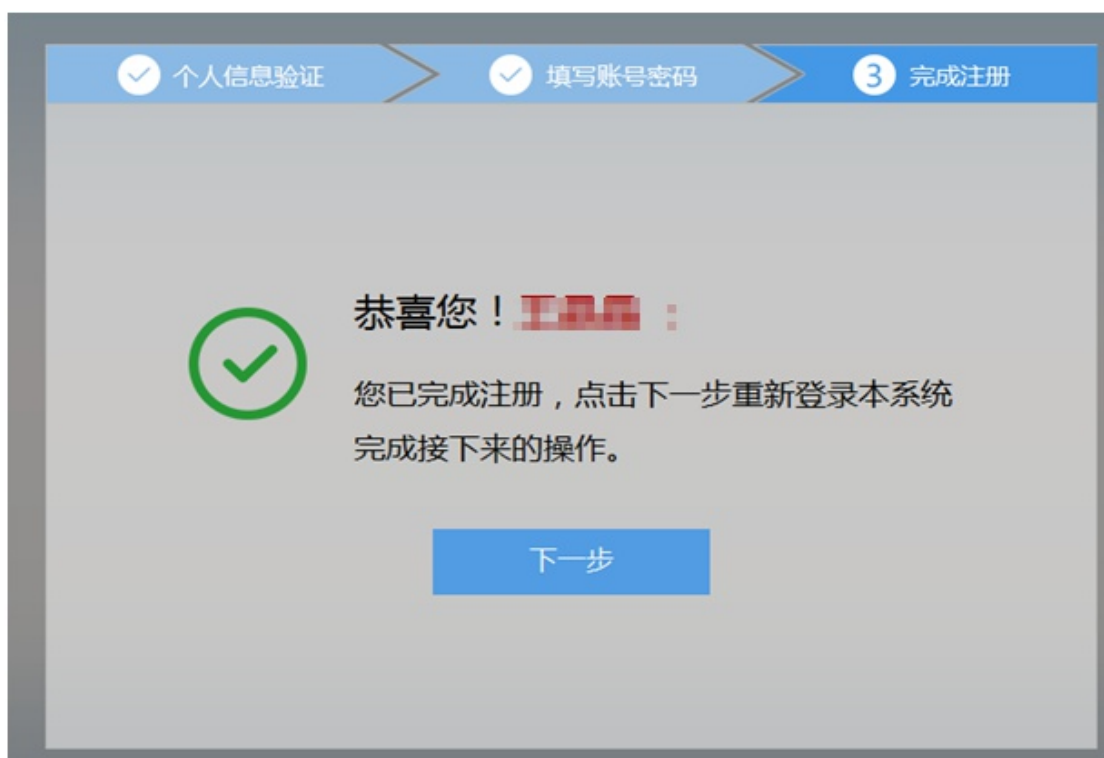 个人信息验证
填写账号密码
3 完成注册
恭喜您！
您已完成注册，点击下一步重新登录本系统
完成接下来的操作。
下一步